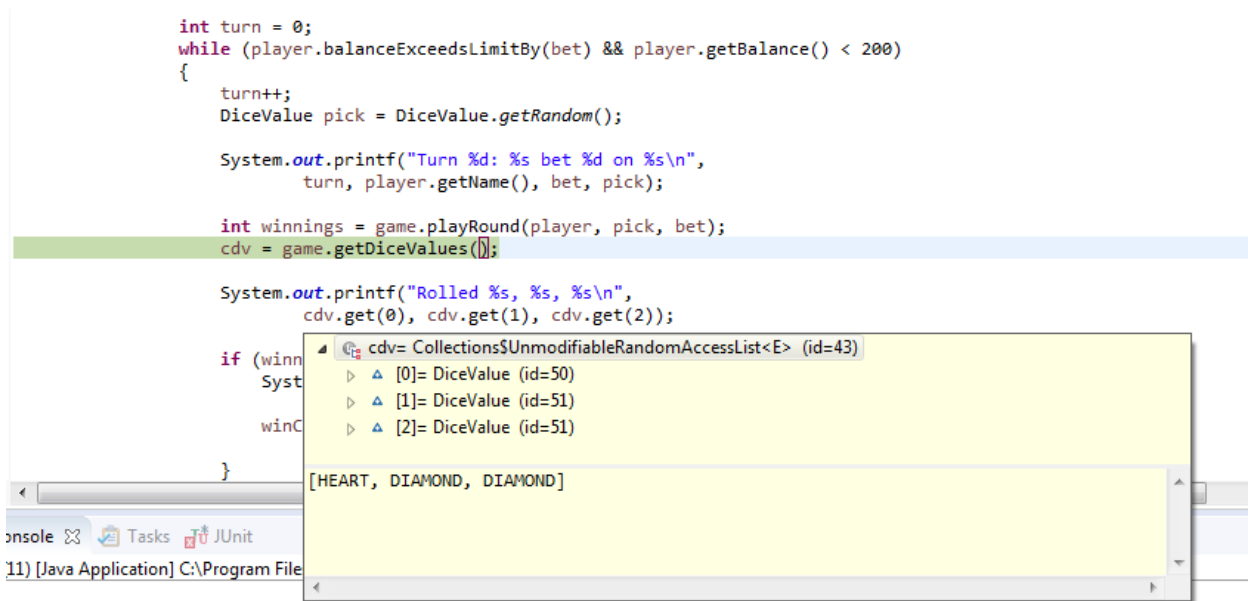 int turn = 0;
while (player.balanceExceedsLimitBy(bet) && player.getBalance() < 200)
{
turn++;
DiceValue pick = DiceValue.getRandom();
System.out.printf("Turn %d: %s bet %d on %s\n",
turn, player.getName(), bet, pick);
int winnings = game.playRound(player, pick, bet);
cdv = game.getDiceValues();
System.out.printf("Rolled %s, %s, %s\n",
cdv.get(0), cdv.get(1), cdv.get(2));
if (winn
Syst
winC
}
cdv= Collections$UnmodifiableRandomAccessList<E> (id=43)
[0]= DiceValue (id=50)
[1]= DiceValue (id=51)
[2]= DiceValue (id=51)
[HEART, DIAMOND, DIAMOND]
onsole Tasks JUnit
11) [Java Application] C:\Program File